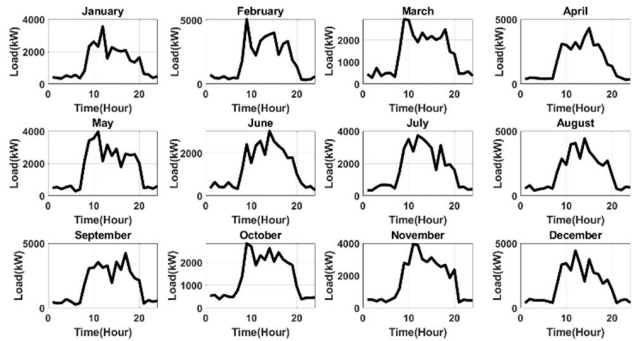 January February March April
4000 5000
2000 2000
0 0 0 0
Load(kW) Load(kW) Load(kW) Load(kW)
0 10 20 0 10 20 0 10 20 0 10 20
Time(Hour) Time(Hour) Time(Hour) Time(Hour)
May June July August
4000 4000 5000
2000 2000 2000
0 0 0 0
Load(kW) Load(kW) Load(kW) Load(kW)
0 10 20 0 10 20 0 10 20 0 10 20
Time(Hour) Time(Hour) Time(Hour) Time(Hour)
September October November December
5000 4000 5000
2000 2000
0 0 0 0
Load(kW) Load(kW) Load(kW) Load(kW)
0 10 20 0 10 20 0 10 20 0 10 20
Time(Hour) Time(Hour) Time(Hour) Time(Hour)